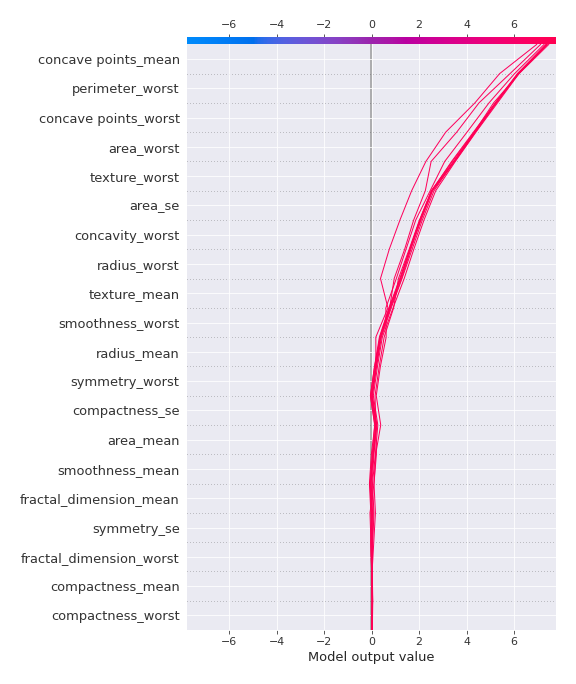 −6 −4 −2 0 2 4 6
concave points_mean
perimeter_worst
concave points_worst
area_worst
texture_worst
area_se
concavity_worst
radius_worst
texture_mean
smoothness_worst
radius_mean
symmetry_worst
compactness_se
area_mean
smoothness_mean
fractal_dimension_mean
symmetry_se
fractal_dimension_worst
compactness_mean
compactness_worst
−6 −4 −2 0 2 4 6
Model output value